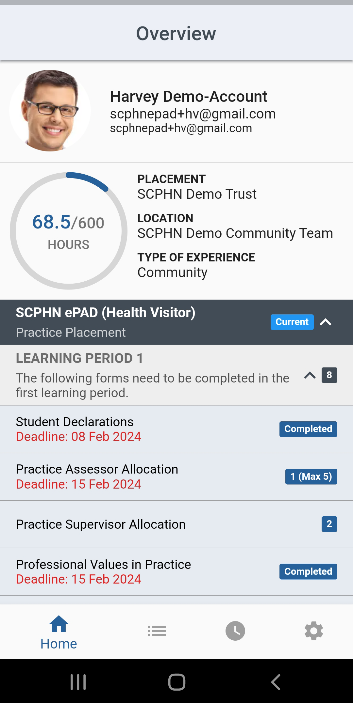 Overview
Harvey Demo-Account
scphnepad+hv@gmail.com
scphnepad+hv@gmail.com
68.5/600
HOURS
PLACEMENT
SCPHN Demo Trust
LOCATION
SCPHN Demo Community Team
TYPE OF EXPERIENCE
Community
SCPHN ePAD (Health Visitor)
Practice Placement
Current
LEARNING PERIOD 1
The following forms need to be completed in the
first learning period.
8
Student Declarations
Deadline: 08 Feb 2024
Completed
Practice Assessor Allocation
Deadline: 15 Feb 2024
1 (Max 5)
Practice Supervisor Allocation
2
Professional Values in Practice
Deadline: 15 Feb 2024
Completed
Home